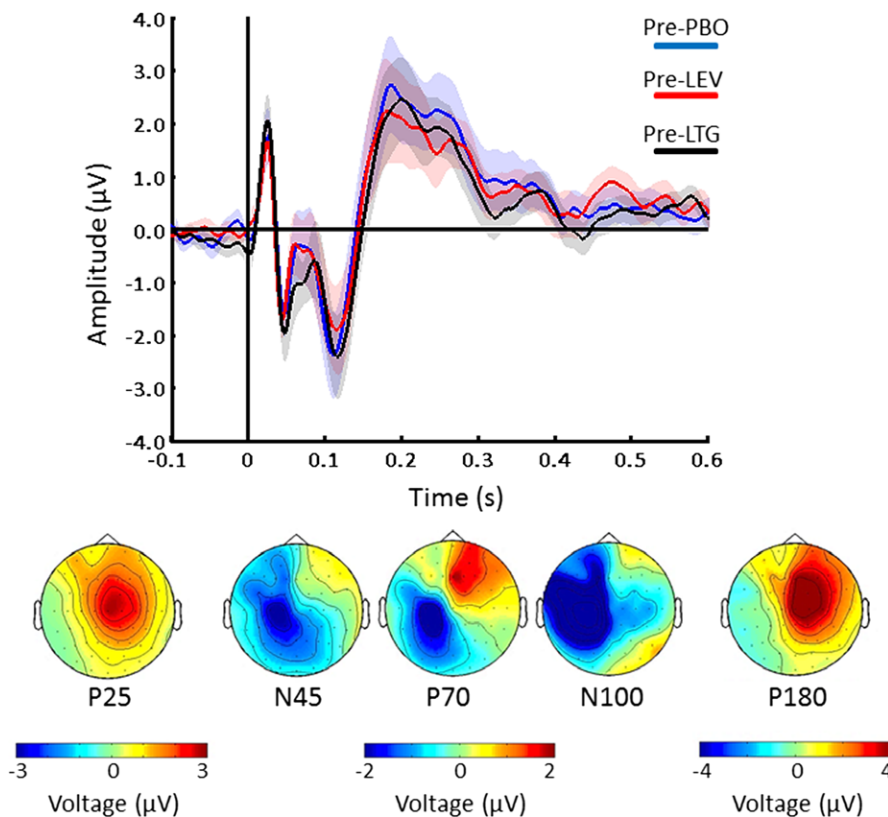 4.0
3.0
2.0
1.0
0.0
-1.0
-2.0
-3.0
-4.0
Amplitude (µV)
Pre-PBO
Pre-LEV
Pre-LTG
-0.1 0 0.1 0.2 0.3 0.4 0.5 0.6
Time (s)
P25 N45 P70 N100 P180
-3 0 3 -2 0 2 -4 0 4
Voltage (µV) Voltage (µV) Voltage (µV)